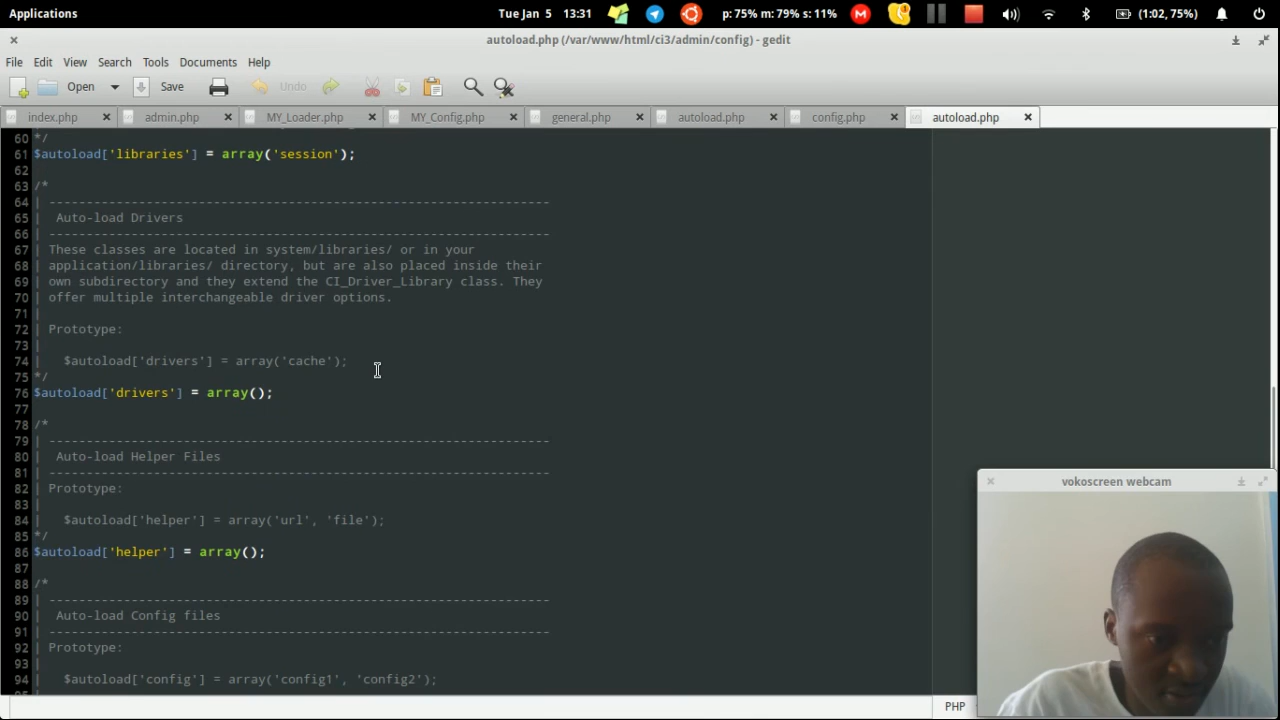 Applications
Tue Jan 5 13:31
p: 75% m: 79% s: 11%
(1:02, 75%)
autoload.php (/var/www/html/ci3/admin/config) - gedit
File Edit View Search Tools Documents Help
Open Save Undo
index.php admin.php MY_Loader.php MY_Config.php general.php autoload.php config.php autoload.php
60 */
61 $autoload['libraries'] = array('session');
62
63 /*
64 | -------------------------------------------------------------------
65 |  Auto-load Drivers
66 | -------------------------------------------------------------------
67 | These classes are located in system/libraries/ or in your
68 | application/libraries/ directory, but are also placed inside their
69 | own subdirectory and they extend the CI_Driver_Library class. They
70 | offer multiple interchangeable driver options.
71 |
72 | Prototype:
73 |
74 |   $autoload['drivers'] = array('cache');
75 */
76 $autoload['drivers'] = array();
77
78 /*
79 | -------------------------------------------------------------------
80 |  Auto-load Helper Files
81 | -------------------------------------------------------------------
82 | Prototype:
83 |
84 |   $autoload['helper'] = array('url', 'file');
85 */
86 $autoload['helper'] = array();
87
88 /*
89 | -------------------------------------------------------------------
90 |  Auto-load Config files
91 | -------------------------------------------------------------------
92 | Prototype:
93 |
94 |   $autoload['config'] = array('config1', 'config2');
vokoscreen webcam
PHP